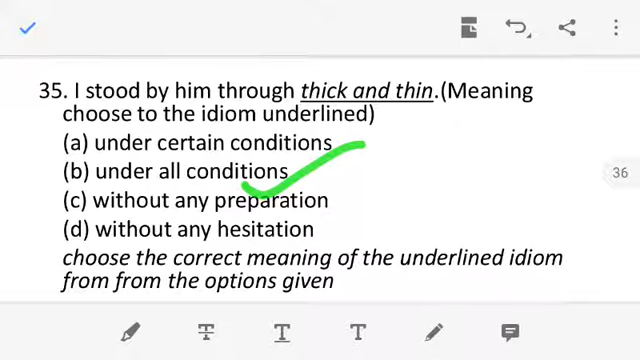 35. I stood by him through thick and thin.(Meaning
choose to the idiom underlined)
(a) under certain conditions
(b) under all conditions
(c) without any preparation
(d) without any hesitation
choose the correct meaning of the underlined idiom
from from the options given
36
T
T
T